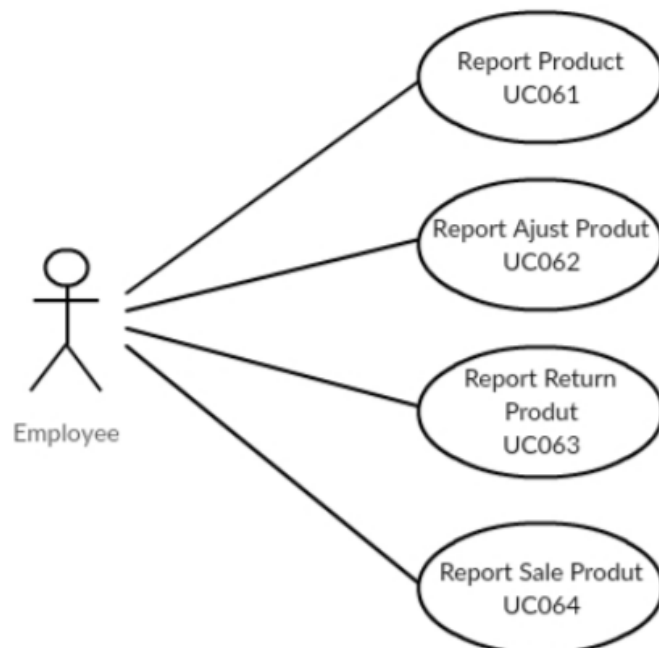 Report Product
UC061
Report Ajust Produt
UC062
Report Return
Produt
UC063
Employee
Report Sale Produt
UC064